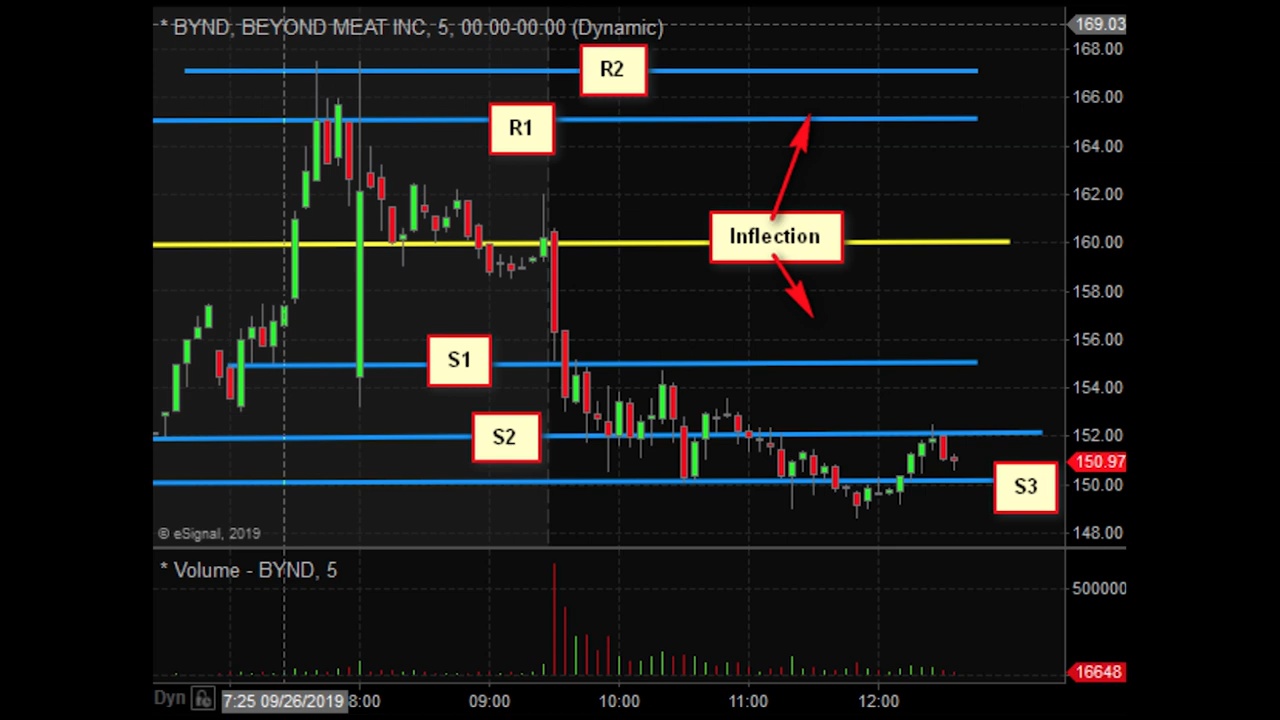 * BYND, BEYOND MEAT INC, 5, 00:00-00:00 (Dynamic)
169.03
168.00
R2
166.00
R1
164.00
162.00
Inflection
160.00
158.00
156.00
S1
154.00
S2
152.00
150.97
S3
150.00
© eSignal, 2019
148.00
* Volume - BYND, 5
500000
16648
Dyn 7:25 09/26/2019 8:00 09:00 10:00 11:00 12:00